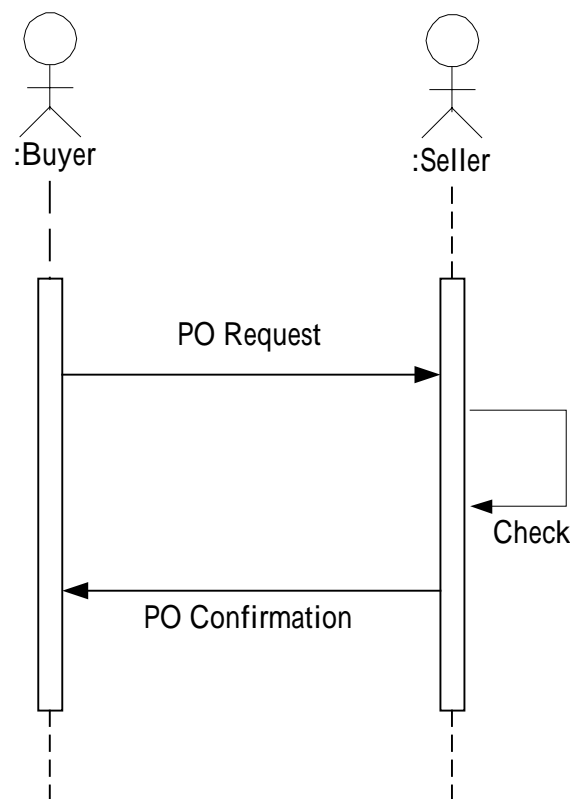 :Buyer
:Seller
PO Request
Check
PO Confirmation